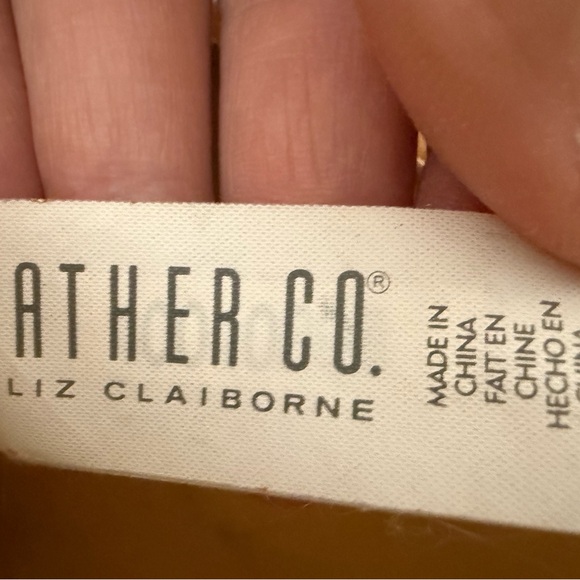 ATHER CO.®
LIZ CLAIBORNE
MADE IN
CHINA
FAIT EN
CHINE
HECHO EN